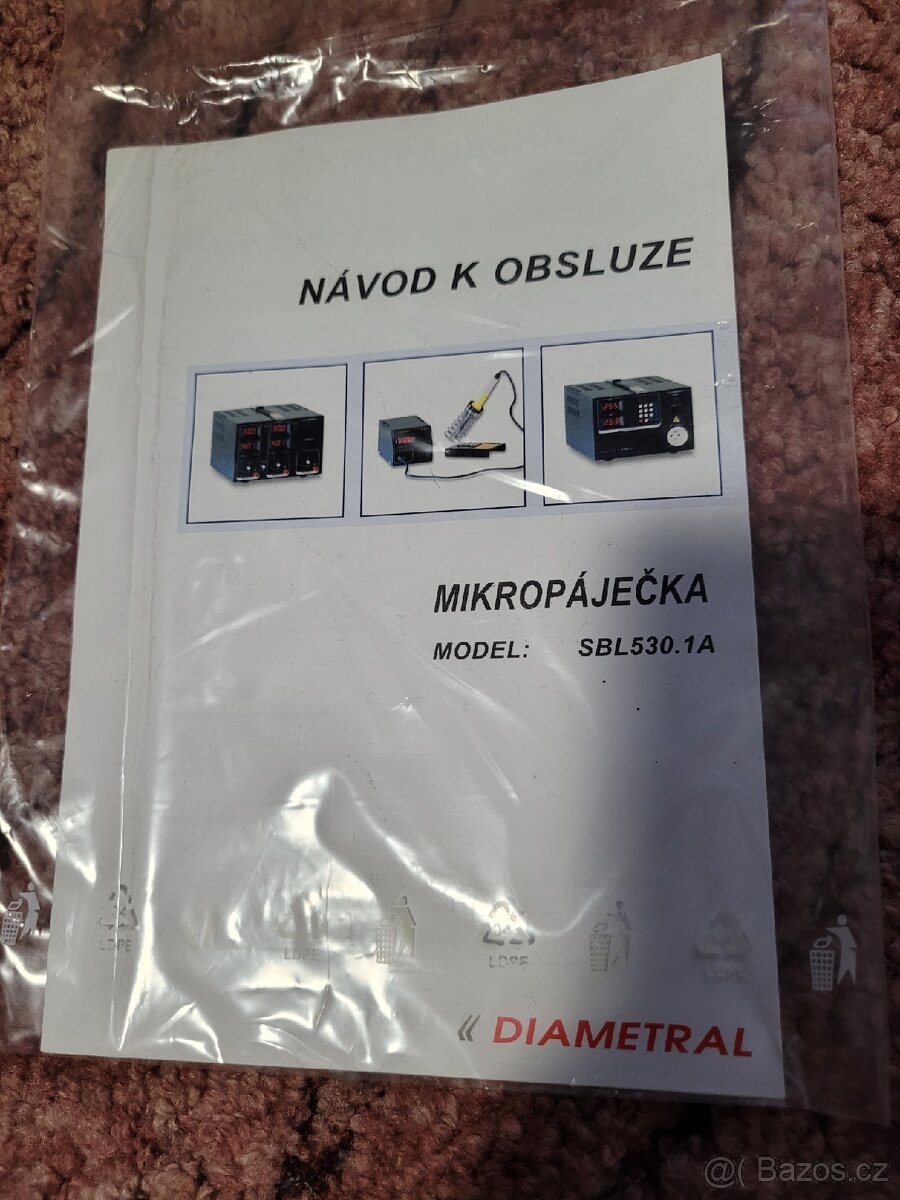 NÁVOD K OBSLUZE
MIKROPÁJEČKA
MODEL: SBL530.1A
LDPE
LDPE
LDPE
« DIAMETRAL
@( Bazos.cz